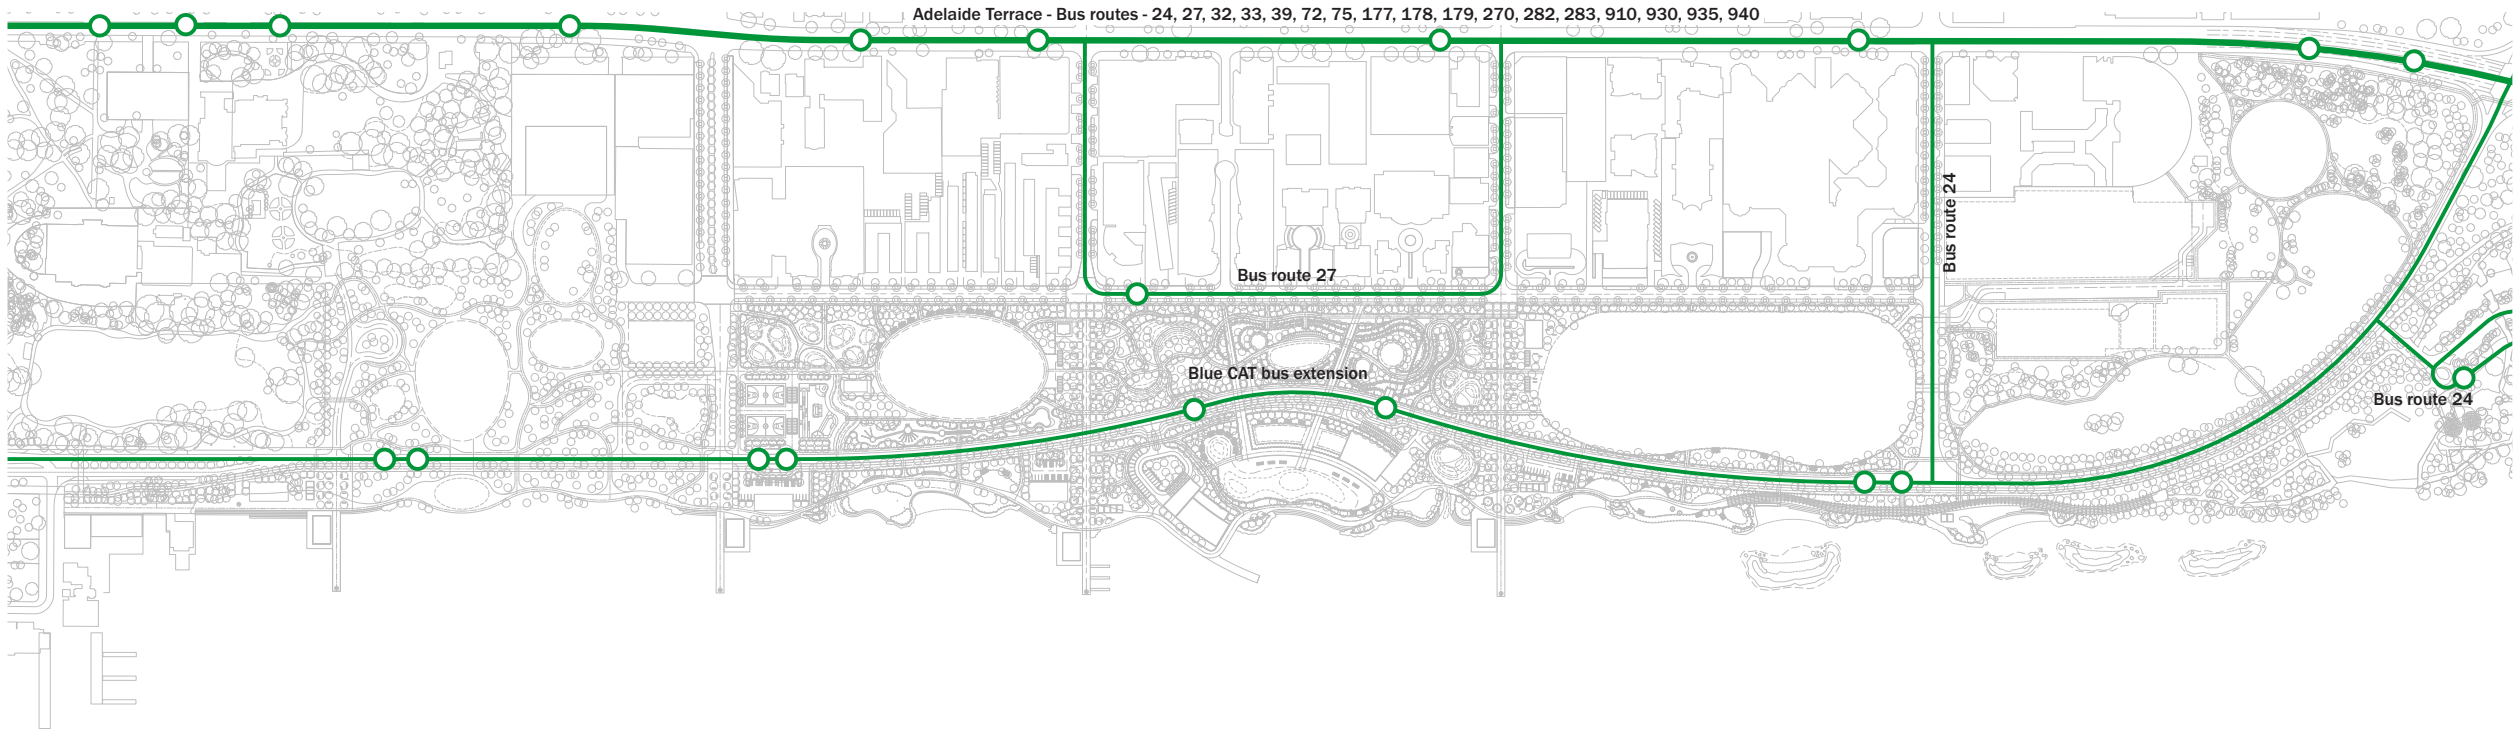 Adelaide Terrace - Bus routes - 24, 27, 32, 33, 39, 72, 75, 177, 178, 179, 270, 282, 283, 910, 930, 935, 940
Bus route 24
Bus route 27
Blue CAT bus extension
Bus route 24